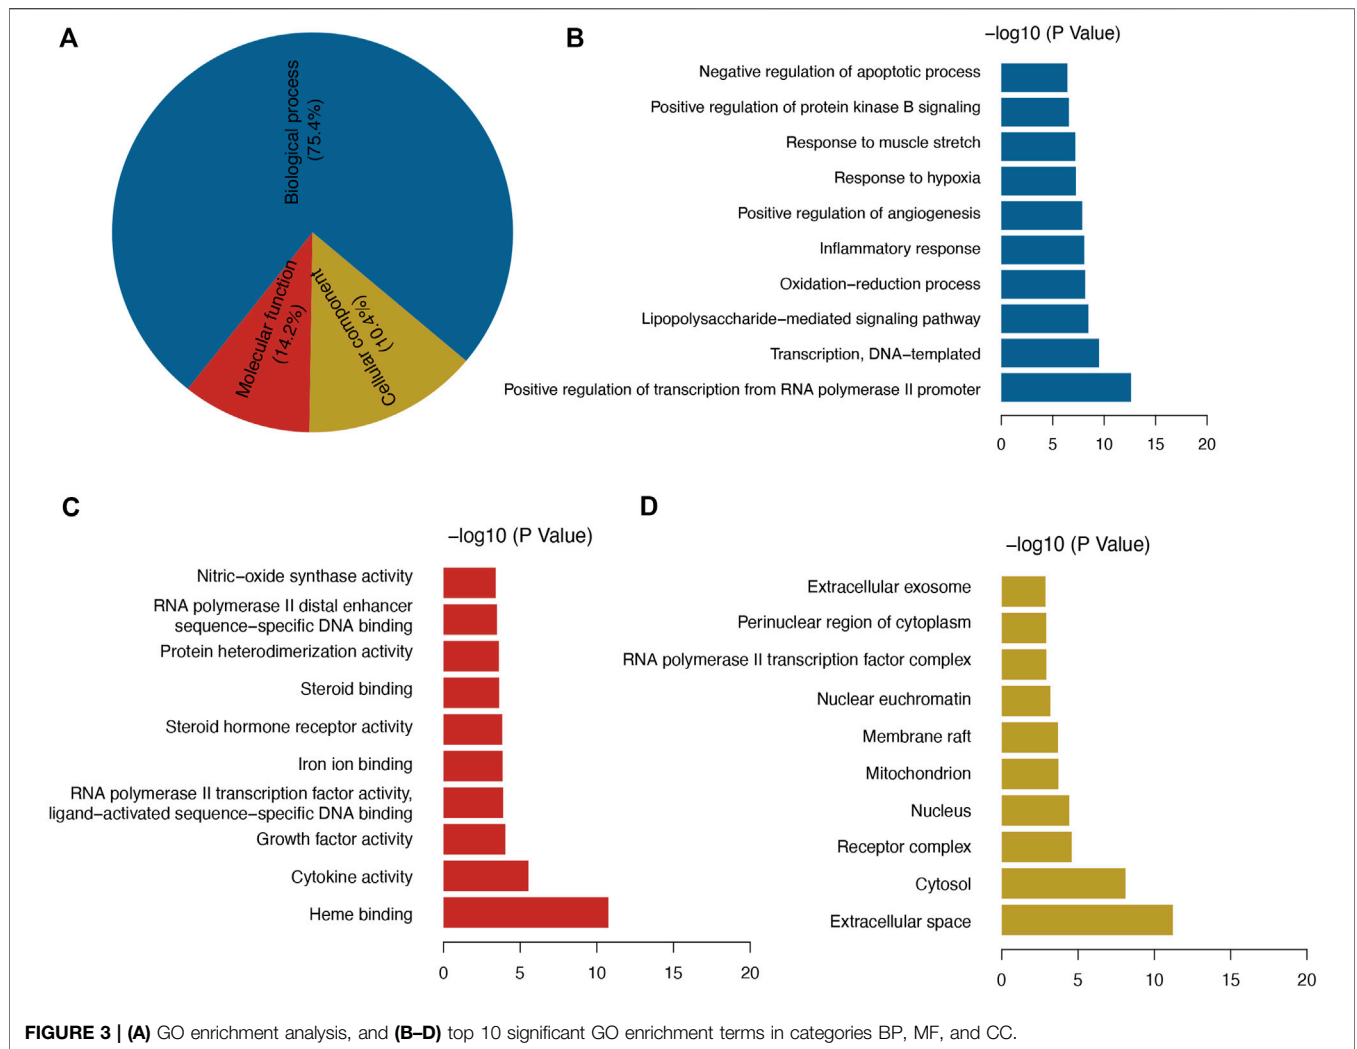 A
Biological process
(75.4%)
Molecular function
(14.2%)
Cellular component
(10.4%)
B
−log10 (P Value)
Negative regulation of apoptotic process
Positive regulation of protein kinase B signaling
Response to muscle stretch
Response to hypoxia
Positive regulation of angiogenesis
Inflammatory response
Oxidation−reduction process
Lipopolysaccharide−mediated signaling pathway
Transcription, DNA−templated
Positive regulation of transcription from RNA polymerase II promoter
0 5 10 15 20
C
−log10 (P Value)
Nitric−oxide synthase activity
RNA polymerase II distal enhancer
sequence−specific DNA binding
Protein heterodimerization activity
Steroid binding
Steroid hormone receptor activity
Iron ion binding
RNA polymerase II transcription factor activity,
ligand−activated sequence−specific DNA binding
Growth factor activity
Cytokine activity
Heme binding
0 5 10 15 20
D
−log10 (P Value)
Extracellular exosome
Perinuclear region of cytoplasm
RNA polymerase II transcription factor complex
Nuclear euchromatin
Membrane raft
Mitochondrion
Nucleus
Receptor complex
Cytosol
Extracellular space
0 5 10 15 20
FIGURE 3 | (A) GO enrichment analysis, and (B–D) top 10 significant GO enrichment terms in categories BP, MF, and CC.